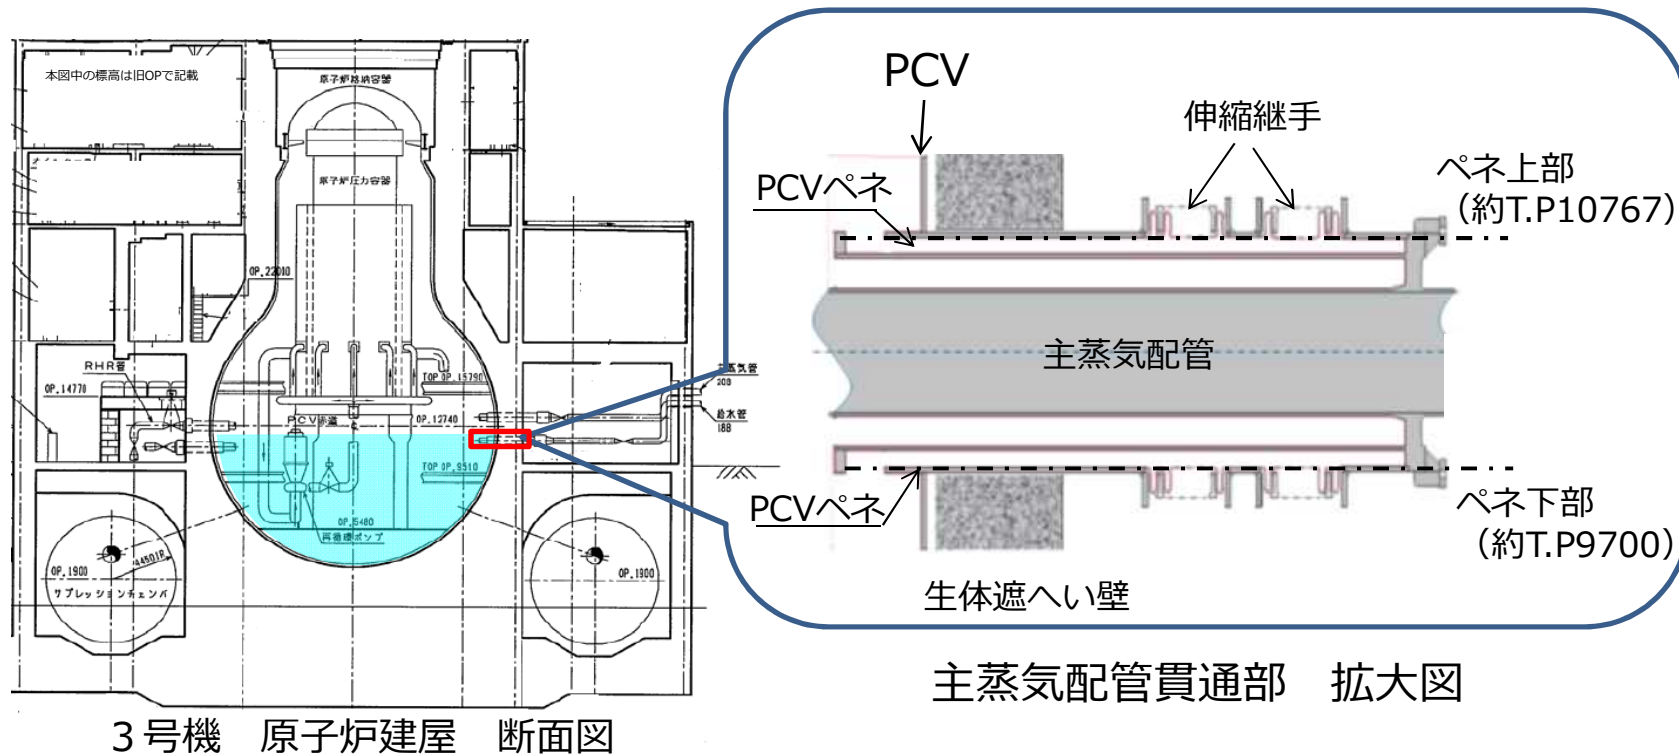 本図中の標高は旧OPで記載
原子炉格納容器
原子炉圧力容器
OP.22010
RHR管
OP.14770
TOP OP.15790
PCV赤道
OP.12740
20B
給水管
18B
TOP OP.9510
OP.5480
再循環ポンプ
OP.1900
4450IR
サプレッションチェンバ
OP.1900
3号機　原子炉建屋　断面図
PCV
伸縮継手
PCVペネ
ペネ上部
（約T.P10767）
主蒸気配管
PCVペネ
ペネ下部
（約T.P9700）
生体遮へい壁
主蒸気配管貫通部　拡大図